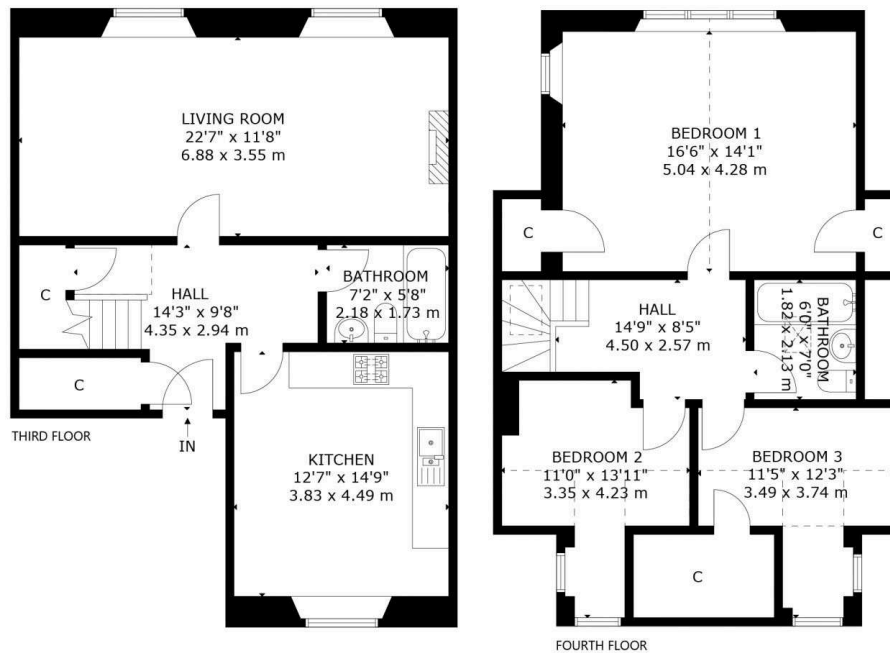 LIVING ROOM
22'7" x 11'8"
6.88 x 3.55 m
C
HALL
14'3" x 9'8"
4.35 x 2.94 m
BATHROOM
7'2" x 5'8"
2.18 x 1.73 m
C
IN
KITCHEN
12'7" x 14'9"
3.83 x 4.49 m
THIRD FLOOR
BEDROOM 1
16'6" x 14'1"
5.04 x 4.28 m
C
C
HALL
14'9" x 8'5"
4.50 x 2.57 m
BATHROOM
6'0" x 7'0"
1.82 x 2.13 m
BEDROOM 2
11'0" x 13'11"
3.35 x 4.23 m
BEDROOM 3
11'5" x 12'3"
3.49 x 3.74 m
C
FOURTH FLOOR